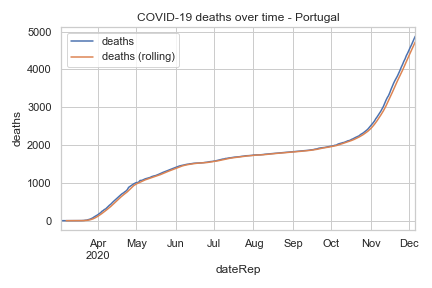 COVID-19 deaths over time - Portugal
deaths
deaths (rolling)
5000
4000
3000
2000
1000
0
deaths
Apr May Jun Jul Aug Sep Oct Nov Dec
2020
dateRep